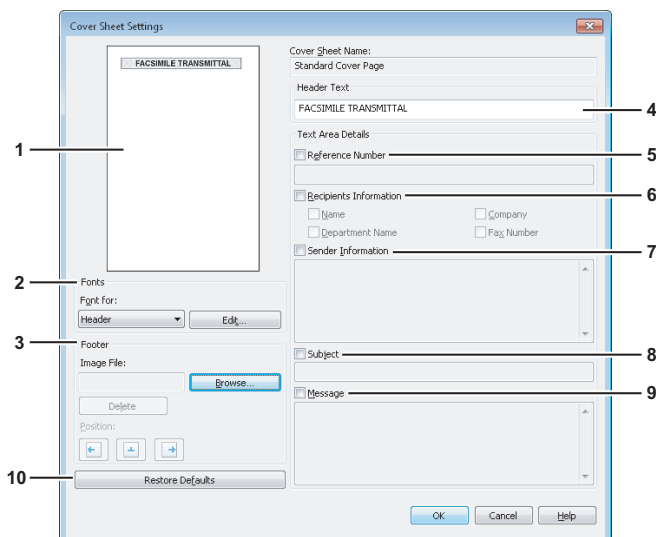 Cover Sheet Settings
FACSIMILE TRANSMITTAL
Cover Sheet Name:
Standard Cover Page
Header Text
FACSIMILE TRANSMITTAL
4
Text Area Details
1
Reference Number
5
Recipients Information
6
Name
Company
Department Name
Fax Number
Sender Information
7
2
Fonts
Font for:
Header
Edit...
3
Footer
Image File:
Browse...
Delete
Position:
Subject
8
Message
9
10
Restore Defaults
OK
Cancel
Help